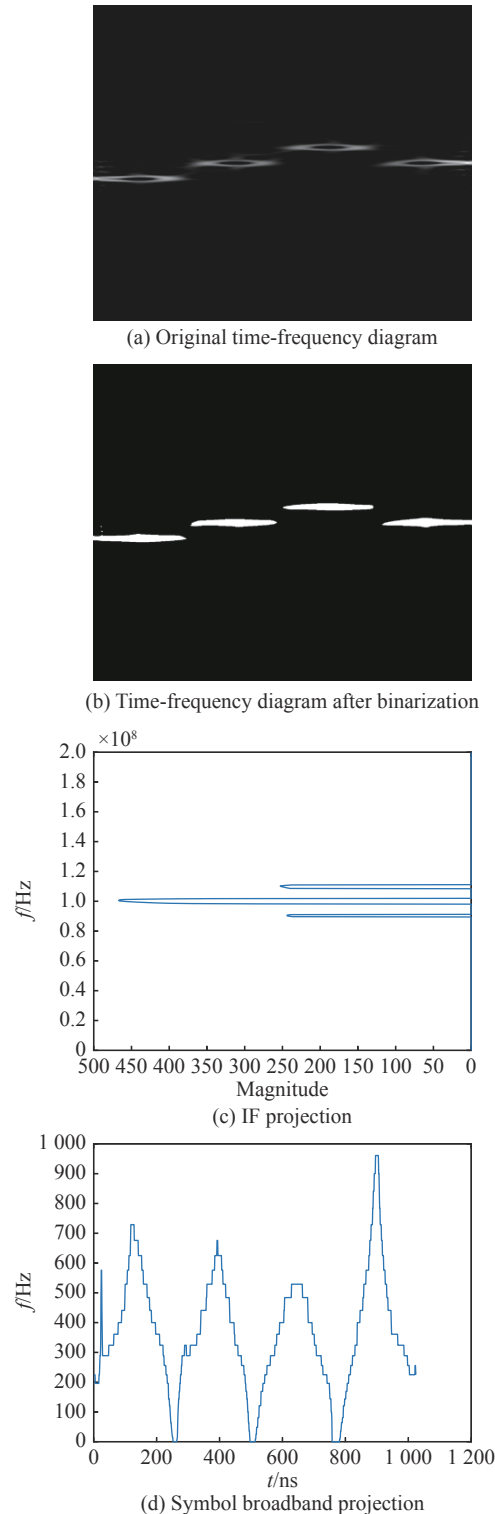 (a) Original time-frequency diagram
(b) Time-frequency diagram after binarization
×10⁸
2.0
1.8
1.6
1.4
1.2
1.0
0.8
0.6
0.4
0.2
0
f/Hz
500 450 400 350 300 250 200 150 100 50 0
Magnitude
(c) IF projection
1 000
900
800
700
600
500
400
300
200
100
0
f/Hz
0 200 400 600 800 1 000 1 200
t/ns
(d) Symbol broadband projection